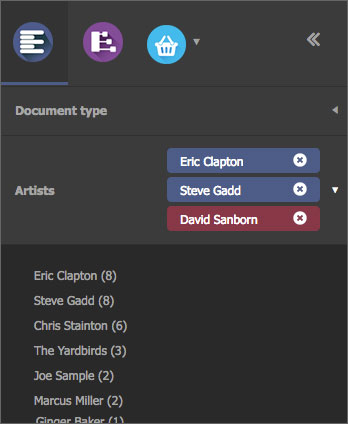 Document type
Eric Clapton
Artists
Steve Gadd
David Sanborn
Eric Clapton (8)
Steve Gadd (8)
Chris Stainton (6)
The Yardbirds (3)
Joe Sample (2)
Marcus Miller (2)
Ginger Baker (1)